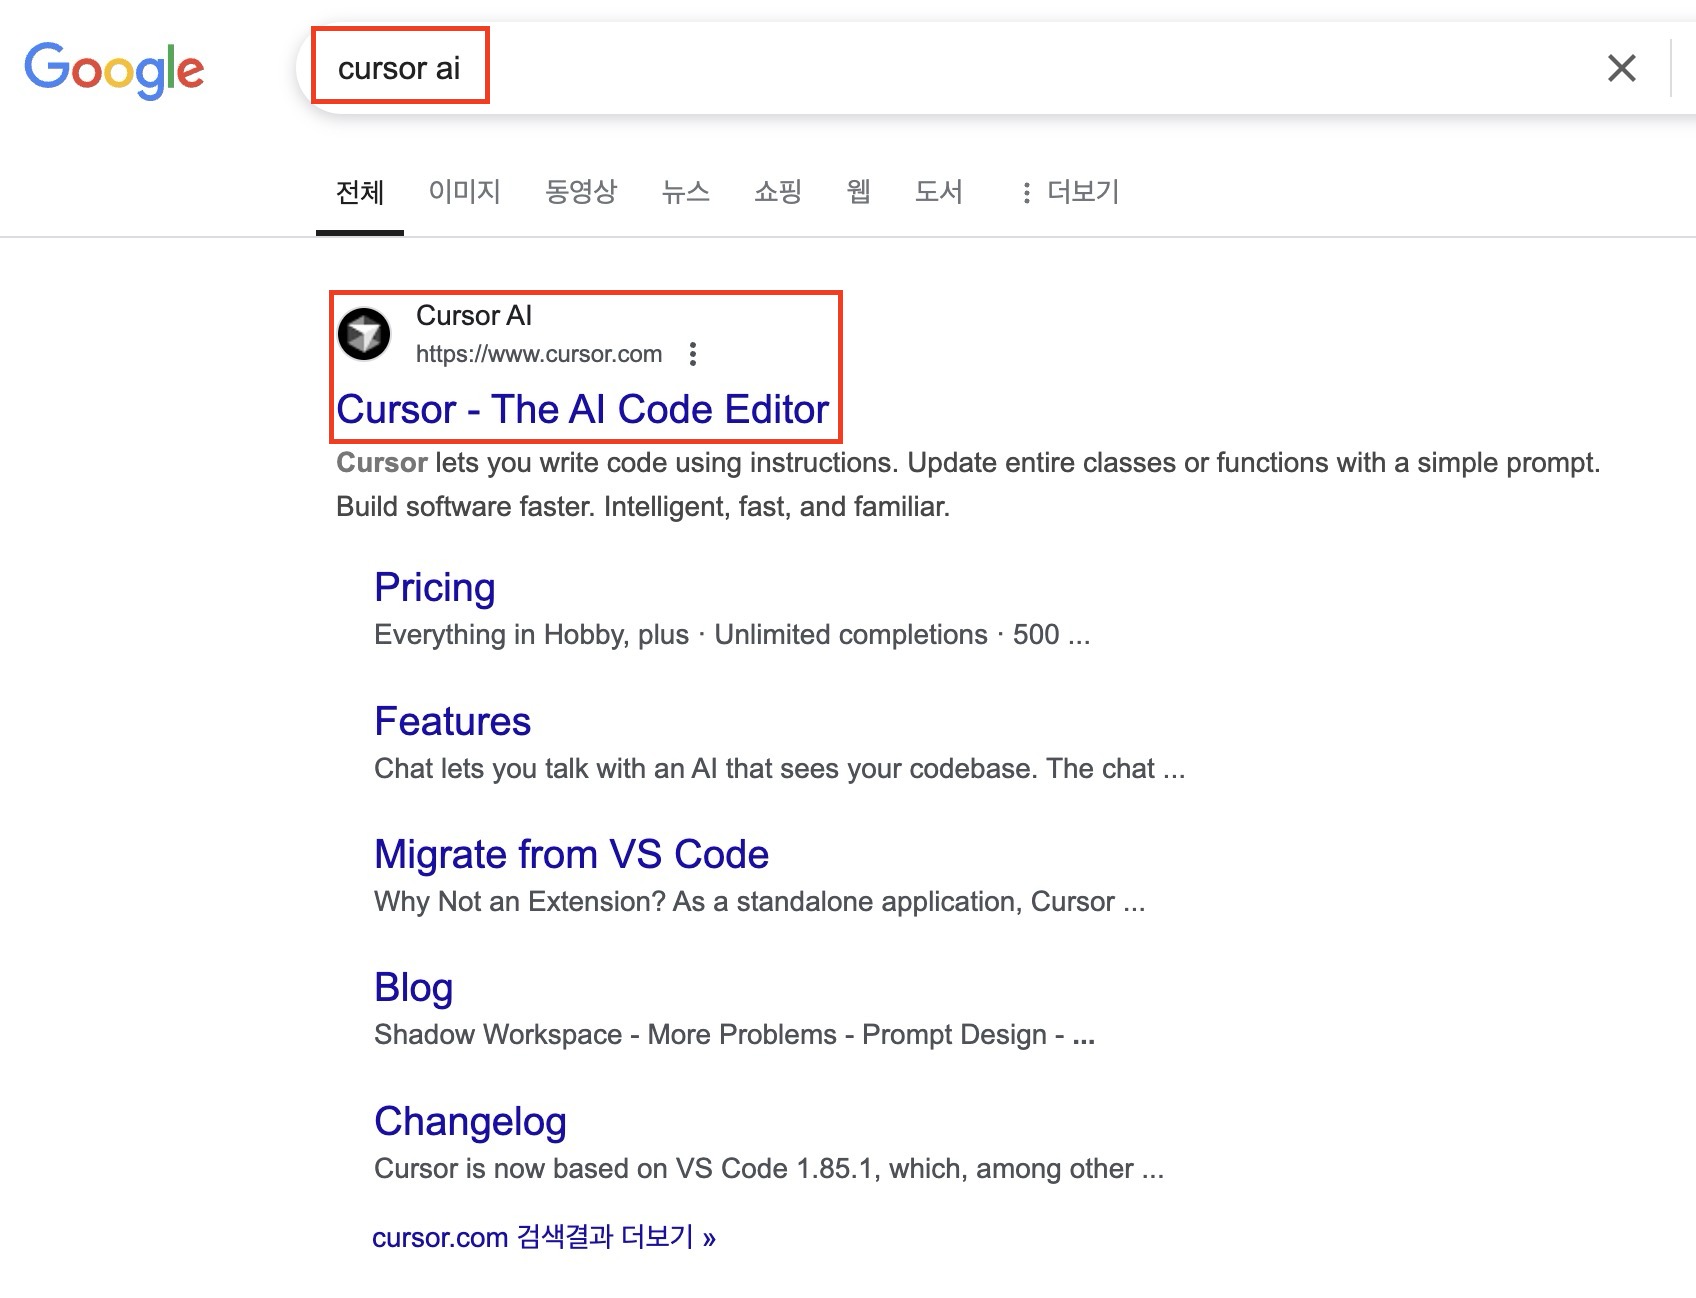 Google
cursor ai
전체 이미지 동영상 뉴스 쇼핑 웹 도서 더보기
Cursor AI
https://www.cursor.com
Cursor - The AI Code Editor
Cursor lets you write code using instructions. Update entire classes or functions with a simple prompt.
Build software faster. Intelligent, fast, and familiar.
Pricing
Everything in Hobby, plus · Unlimited completions · 500 ...
Features
Chat lets you talk with an AI that sees your codebase. The chat ...
Migrate from VS Code
Why Not an Extension? As a standalone application, Cursor ...
Blog
Shadow Workspace - More Problems - Prompt Design - ...
Changelog
Cursor is now based on VS Code 1.85.1, which, among other ...
cursor.com 검색결과 더보기 »